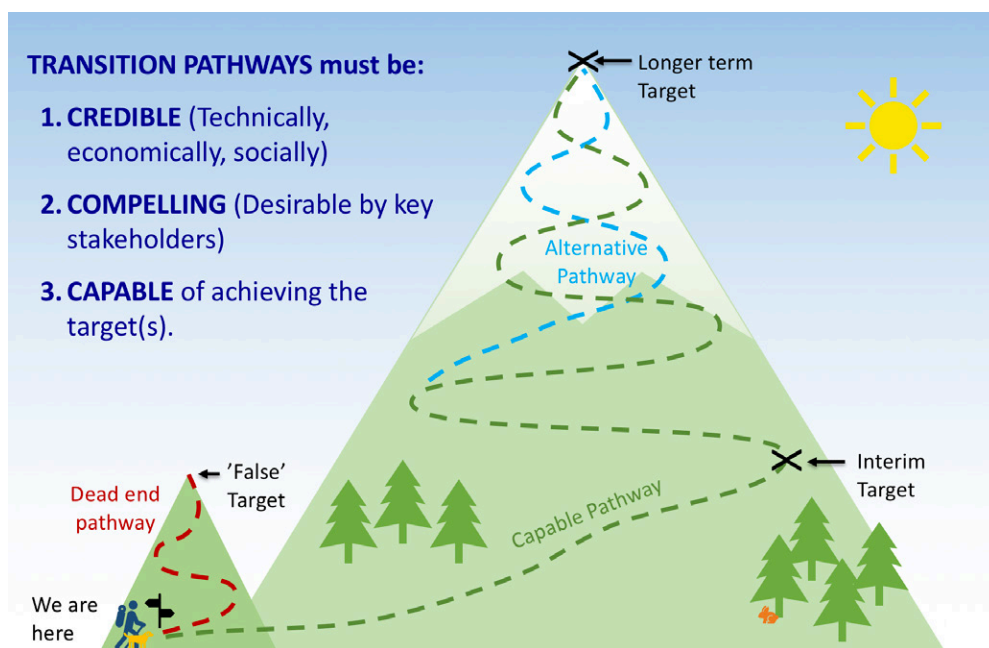 TRANSITION PATHWAYS must be:
1. CREDIBLE (Technically,
economically, socially)
2. COMPELLING (Desirable by key
stakeholders)
3. CAPABLE of achieving the
target(s).
Longer term
Target
Alternative
Pathway
Interim
Target
Capable Pathway
'False'
Target
Dead end
pathway
We are
here